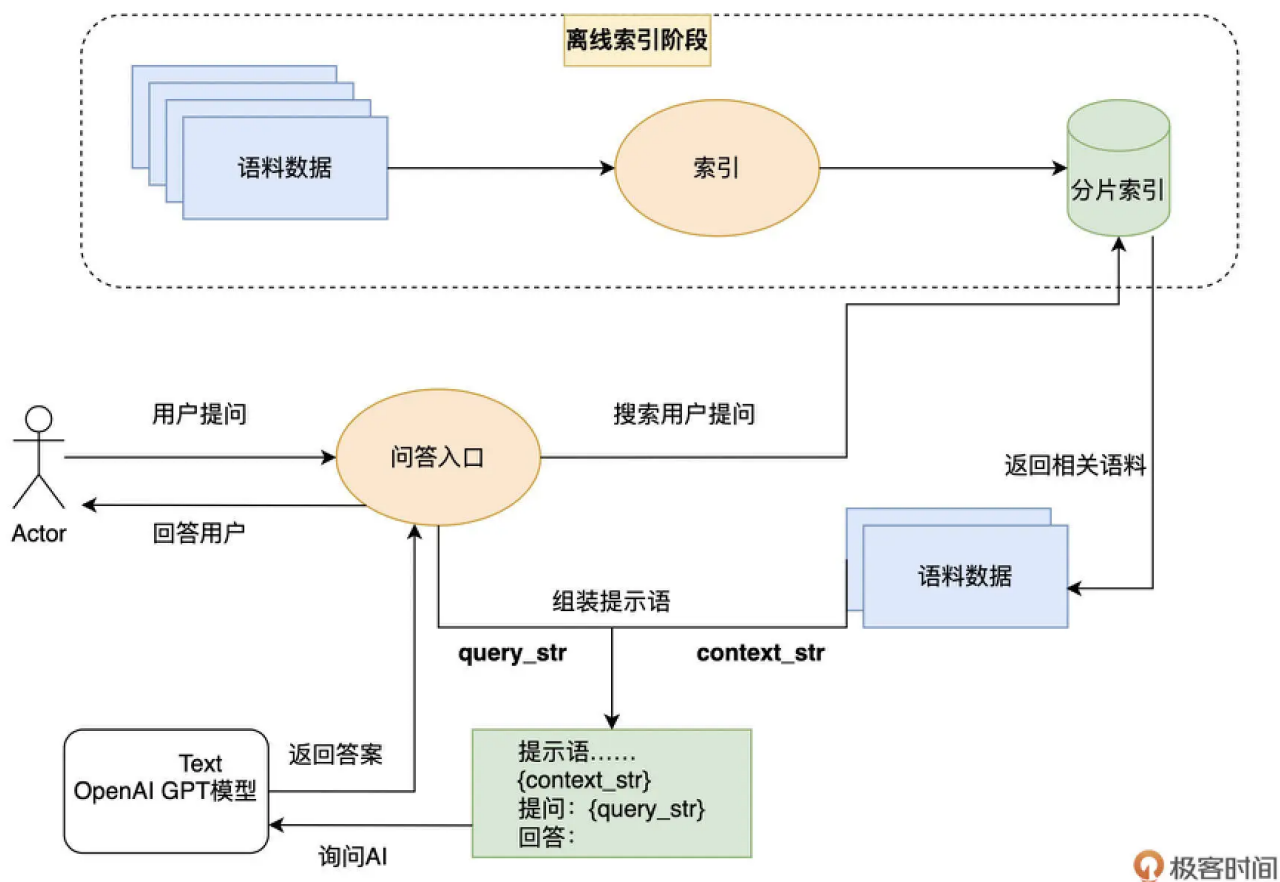 离线索引阶段
语料数据
索引
分片索引
用户提问
问答入口
搜索用户提问
返回相关语料
Actor
回答用户
语料数据
组装提示语
query_str
context_str
Text
OpenAI GPT模型
返回答案
提示语……
{context_str}
提问：{query_str}
回答：
询问AI
极客时间